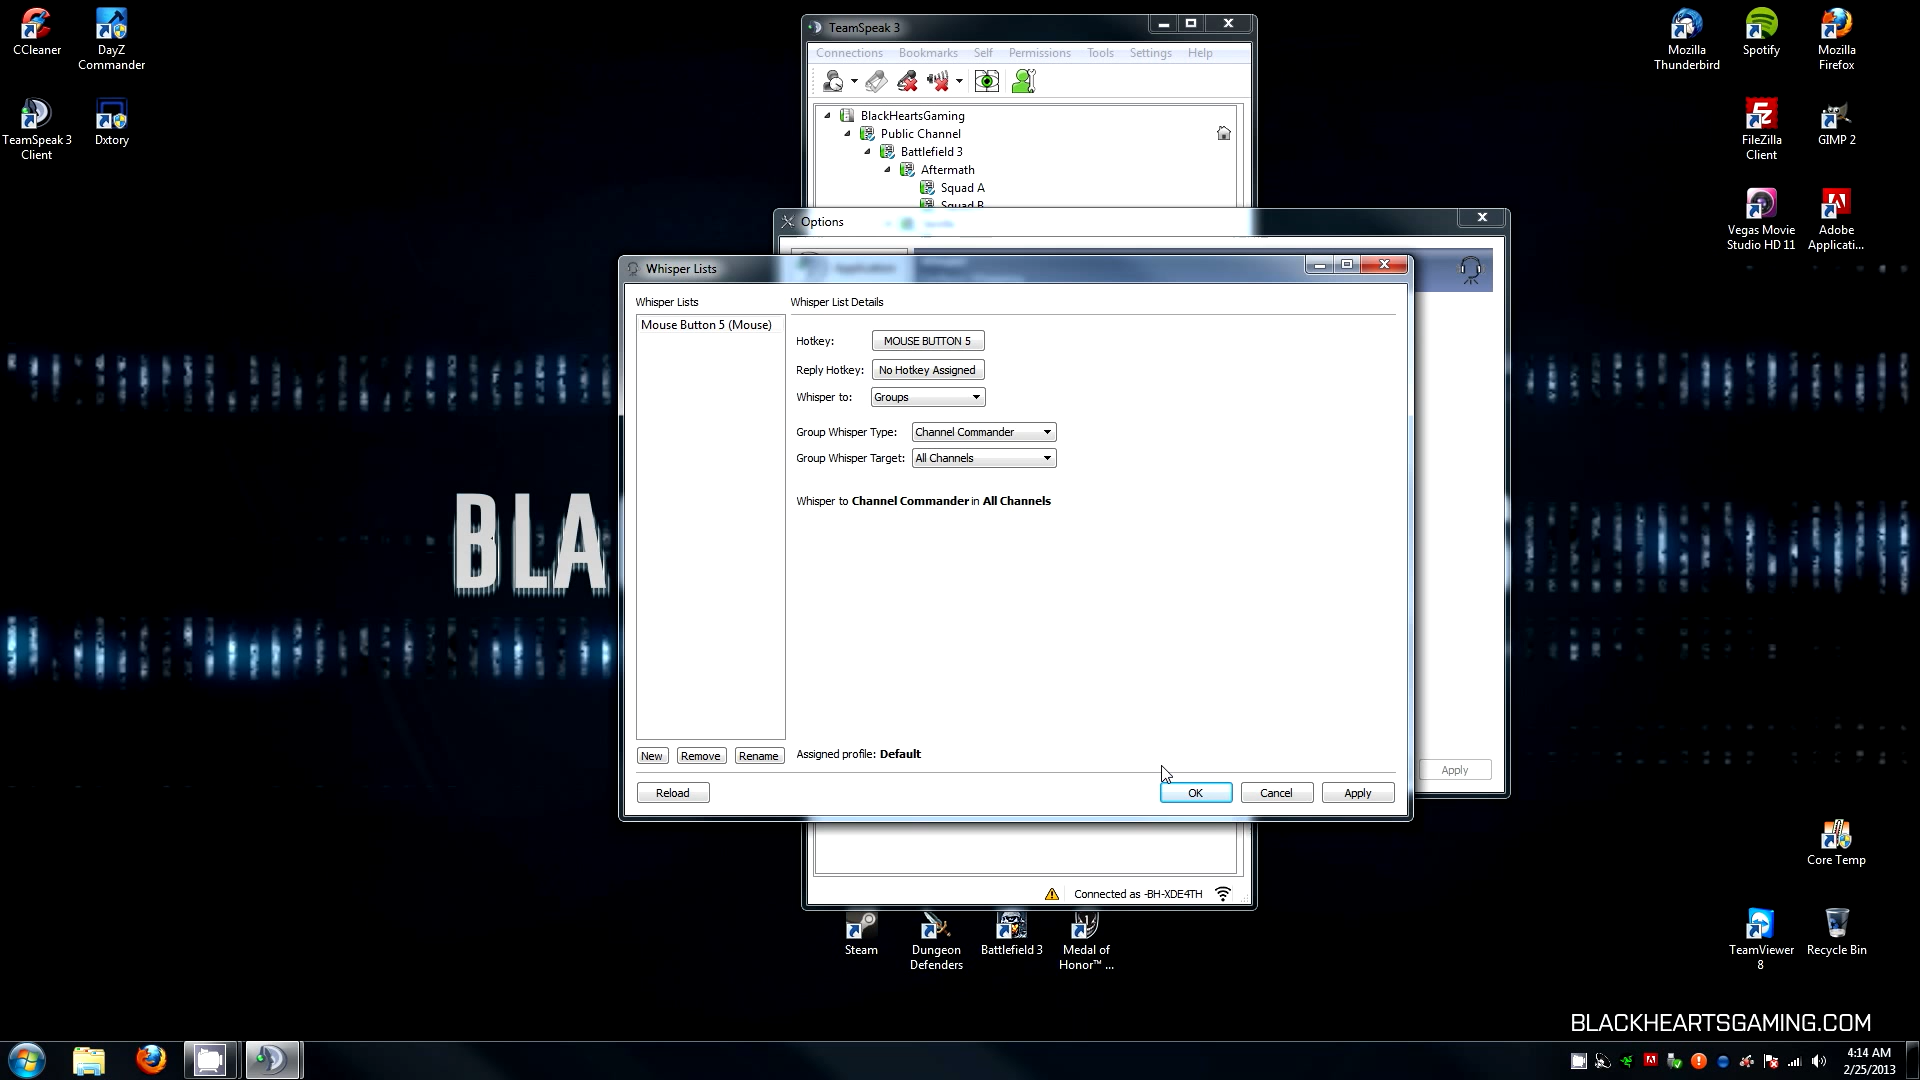 CCleaner
DayZ
Commander
TeamSpeak 3
Client
Dxtory
TeamSpeak 3
Connections Bookmarks Self Permissions Tools Settings Help
BlackHeartsGaming
Public Channel
Battlefield 3
Aftermath
Squad A
Squad B
Options
Whisper Lists
Whisper Lists
Whisper List Details
Mouse Button 5 (Mouse)
Hotkey: MOUSE BUTTON 5
Reply Hotkey: No Hotkey Assigned
Whisper to: Groups
Group Whisper Type: Channel Commander
Group Whisper Target: All Channels
Whisper to Channel Commander in All Channels
New Remove Rename
Assigned profile: Default
Reload
OK Cancel Apply
Apply
Connected as -BH-XDE4TH
BLA
Mozilla
Thunderbird
Spotify
Mozilla
Firefox
FileZilla
Client
GIMP 2
Vegas Movie
Studio HD 11
Adobe
Applicati...
Core Temp
TeamViewer
8
Recycle Bin
Steam
Dungeon
Defenders
Battlefield 3
Medal of
Honor™ ...
BLACKHEARTSGAMING.COM
4:14 AM
2/25/2013